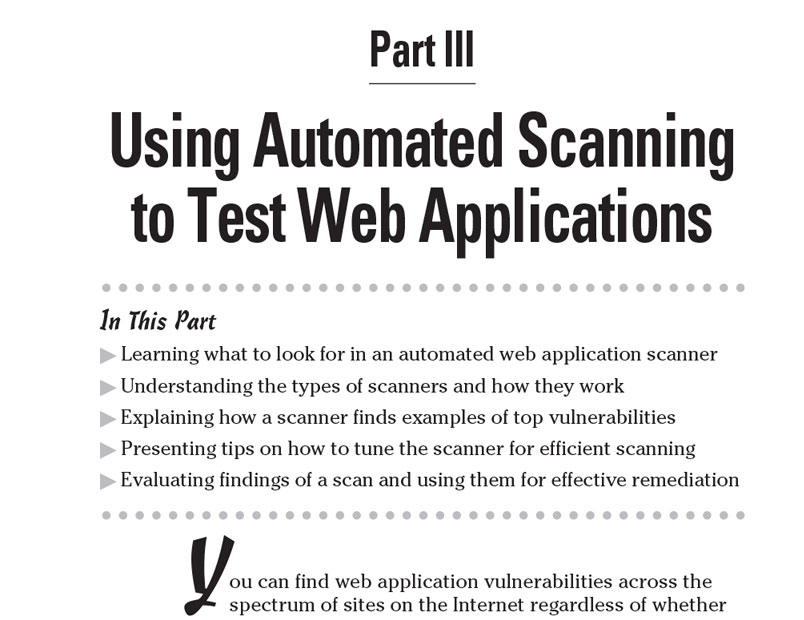 Part III
Using Automated Scanning
to Test Web Applications
In This Part
▶ Learning what to look for in an automated web application scanner
▶ Understanding the types of scanners and how they work
▶ Explaining how a scanner finds examples of top vulnerabilities
▶ Presenting tips on how to tune the scanner for efficient scanning
▶ Evaluating findings of a scan and using them for effective remediation
You can find web application vulnerabilities across the
spectrum of sites on the Internet regardless of whether